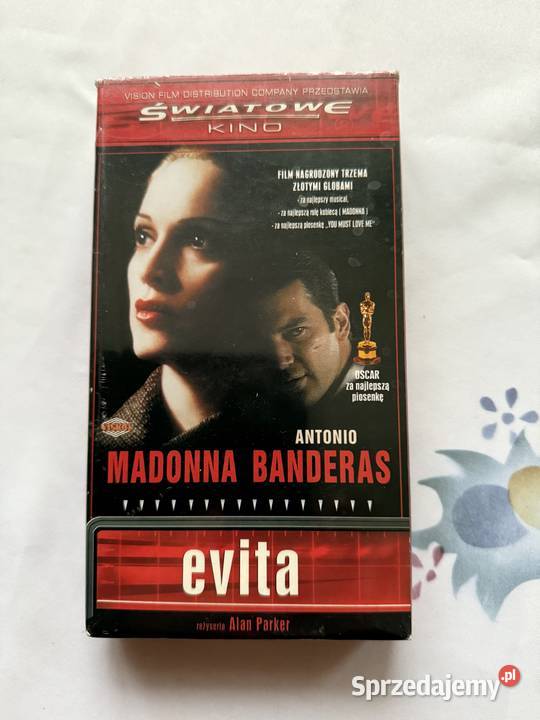 VISION FILM DISTRIBUTION COMPANY PRZEDSTAWIA
ŚWIATOWE
KINO
FILM NAGRODZONY TRZEMA
ZŁOTYMI GLOBAMI
- za najlepszy musical,
- za najlepszą rolę kobiecą ( MADONNA )
- za najlepszą piosenkę „YOU MUST LOVE ME"
OSCAR
za najlepszą
piosenkę
VISION
ANTONIO
MADONNA BANDERAS
evita
reżyseria Alan Parker
Sprzedajemy.pl